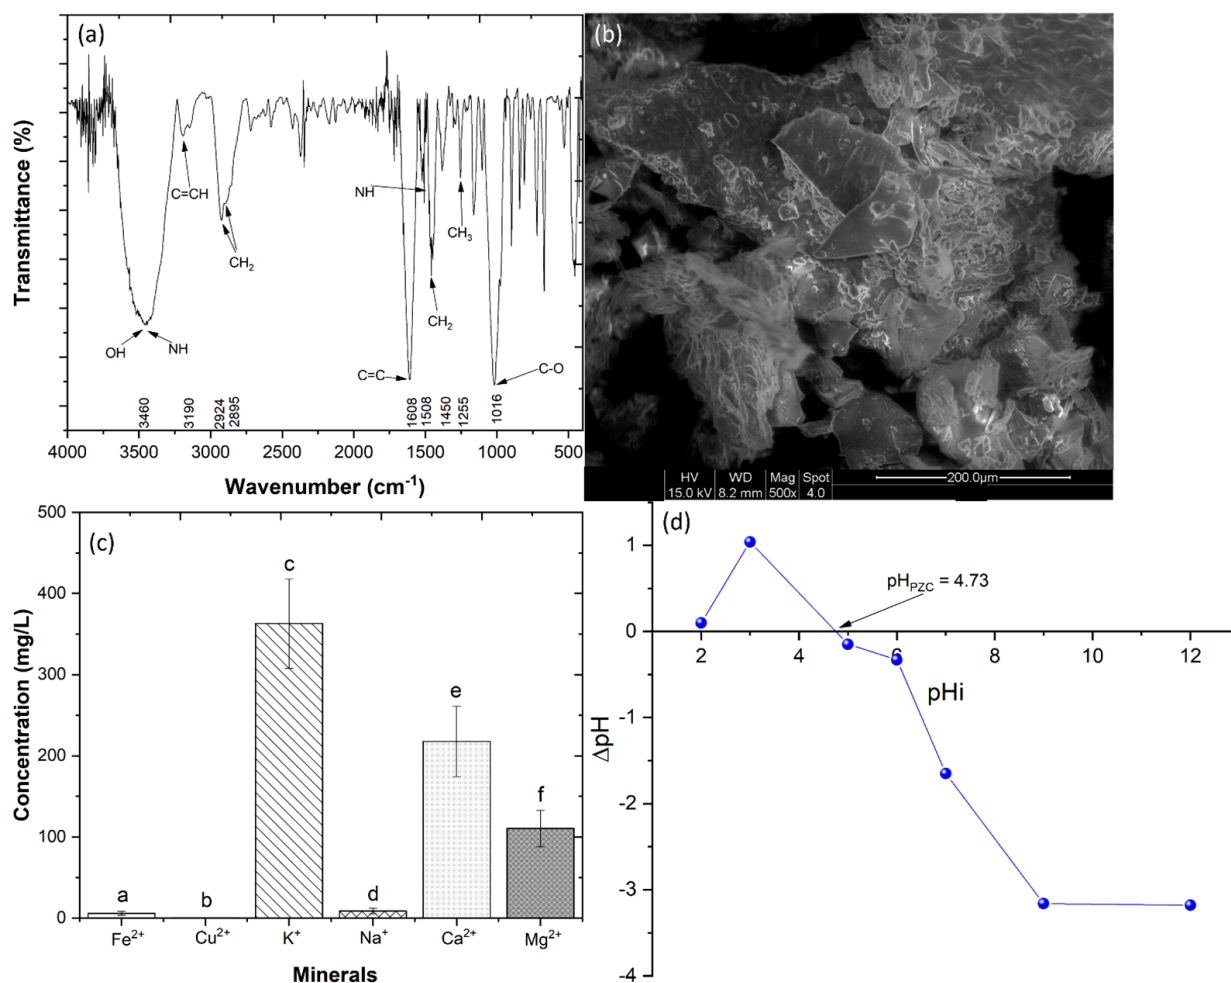 (a)
Transmittance (%)
C=CH
CH₂
OH
NH
NH
CH₃
CH₂
C=C
C-O
3460
3190
2924
2895
1608
1508
1450
1255
1016
4000 3500 3000 2500 2000 1500 1000 500
Wavenumber (cm⁻¹)
(b)
HV WD Mag Spot
15.0 kV 8.2 mm 500x 4.0
200.0µm
(c)
Concentration (mg/L)
500
400
300
200
100
0
a b c d e f
Fe²⁺ Cu²⁺ K⁺ Na⁺ Ca²⁺ Mg²⁺
Minerals
(d)
1
0
-1
-2
-3
-4
pH_PZC = 4.73
2 4 6 8 10 12
pHi
ΔpH